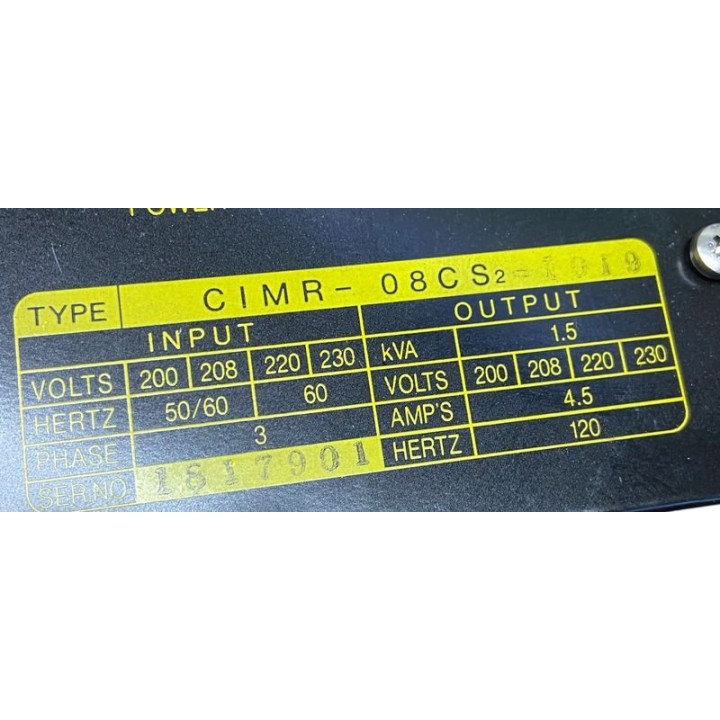 POWER
TYPE CIMR- 08CS2-1019
INPUT OUTPUT
VOLTS 200 208 220 230 kVA 1.5
HERTZ 50/60 60 VOLTS 200 208 220 230
PHASE 3 AMP'S 4.5
SER.NO 1817901 HERTZ 120